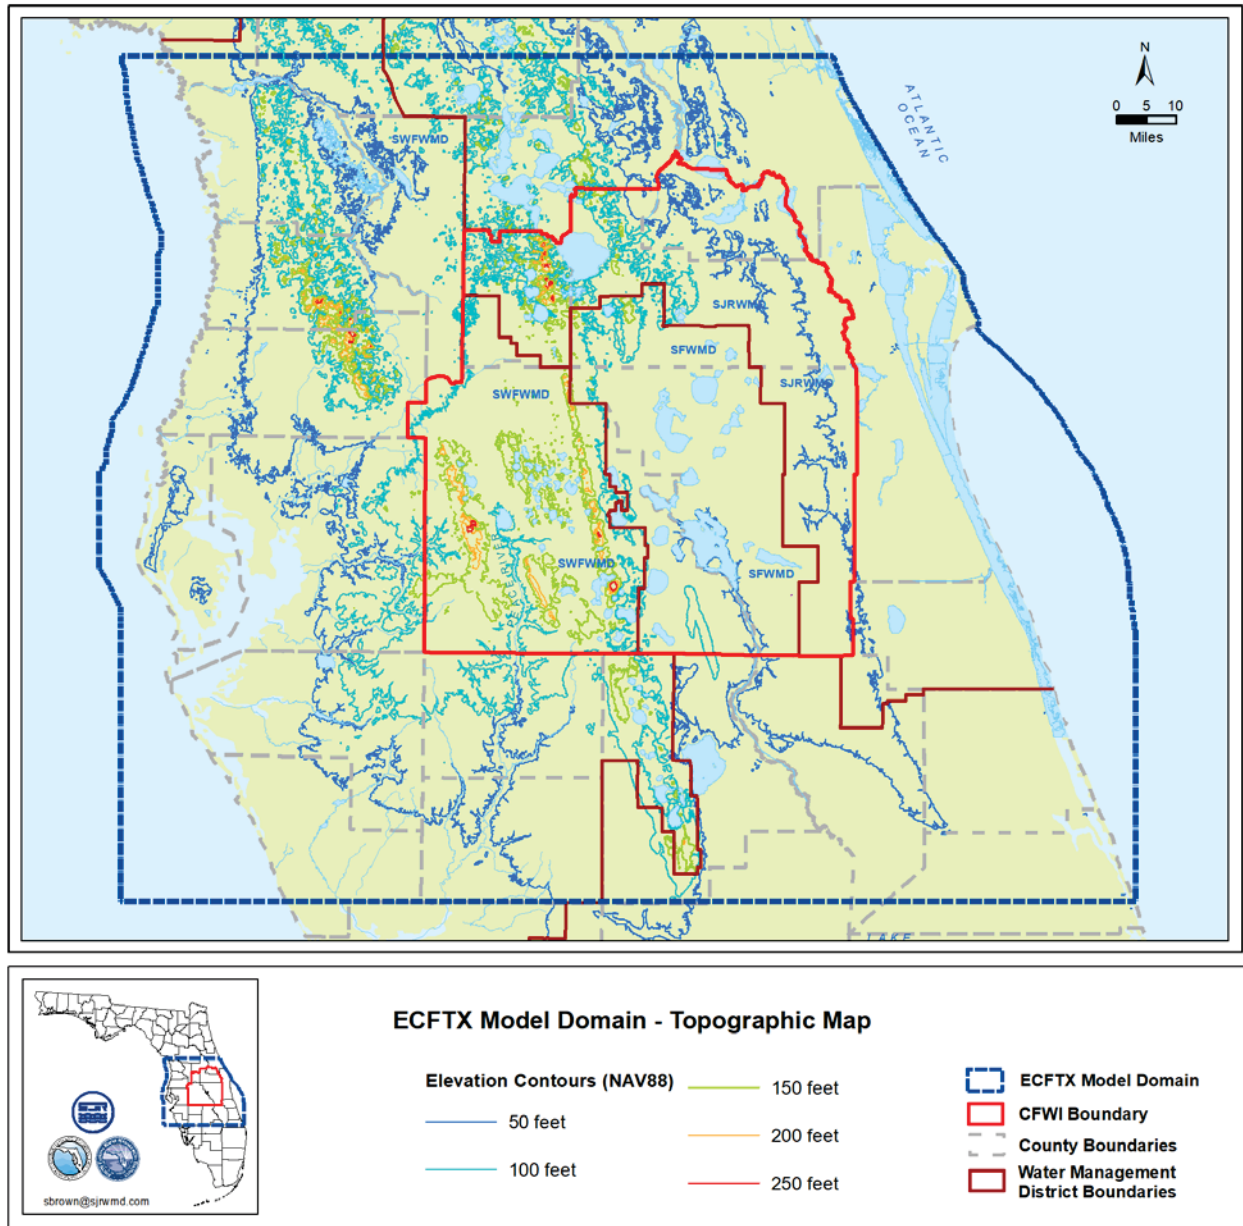 N
0 5 10
Miles
ATLANTIC
OCEAN
SWFWMD
SJRWMD
SFWMD
SJRWMD
SWFWMD
SWFWMD
SFWMD
LAKE
ECFTX Model Domain - Topographic Map
Elevation Contours (NAV88)
50 feet
100 feet
150 feet
200 feet
250 feet
ECFTX Model Domain
CFWI Boundary
County Boundaries
Water Management
District Boundaries
sbrown@sjrwmd.com